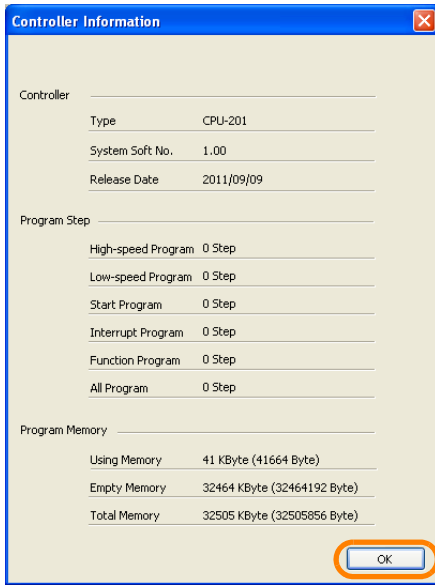 Controller Information
Controller
Type CPU-201
System Soft No. 1.00
Release Date 2011/09/09
Program Step
High-speed Program 0 Step
Low-speed Program 0 Step
Start Program 0 Step
Interrupt Program 0 Step
Function Program 0 Step
All Program 0 Step
Program Memory
Using Memory 41 KByte (41664 Byte)
Empty Memory 32464 KByte (32464192 Byte)
Total Memory 32505 KByte (32505856 Byte)
OK